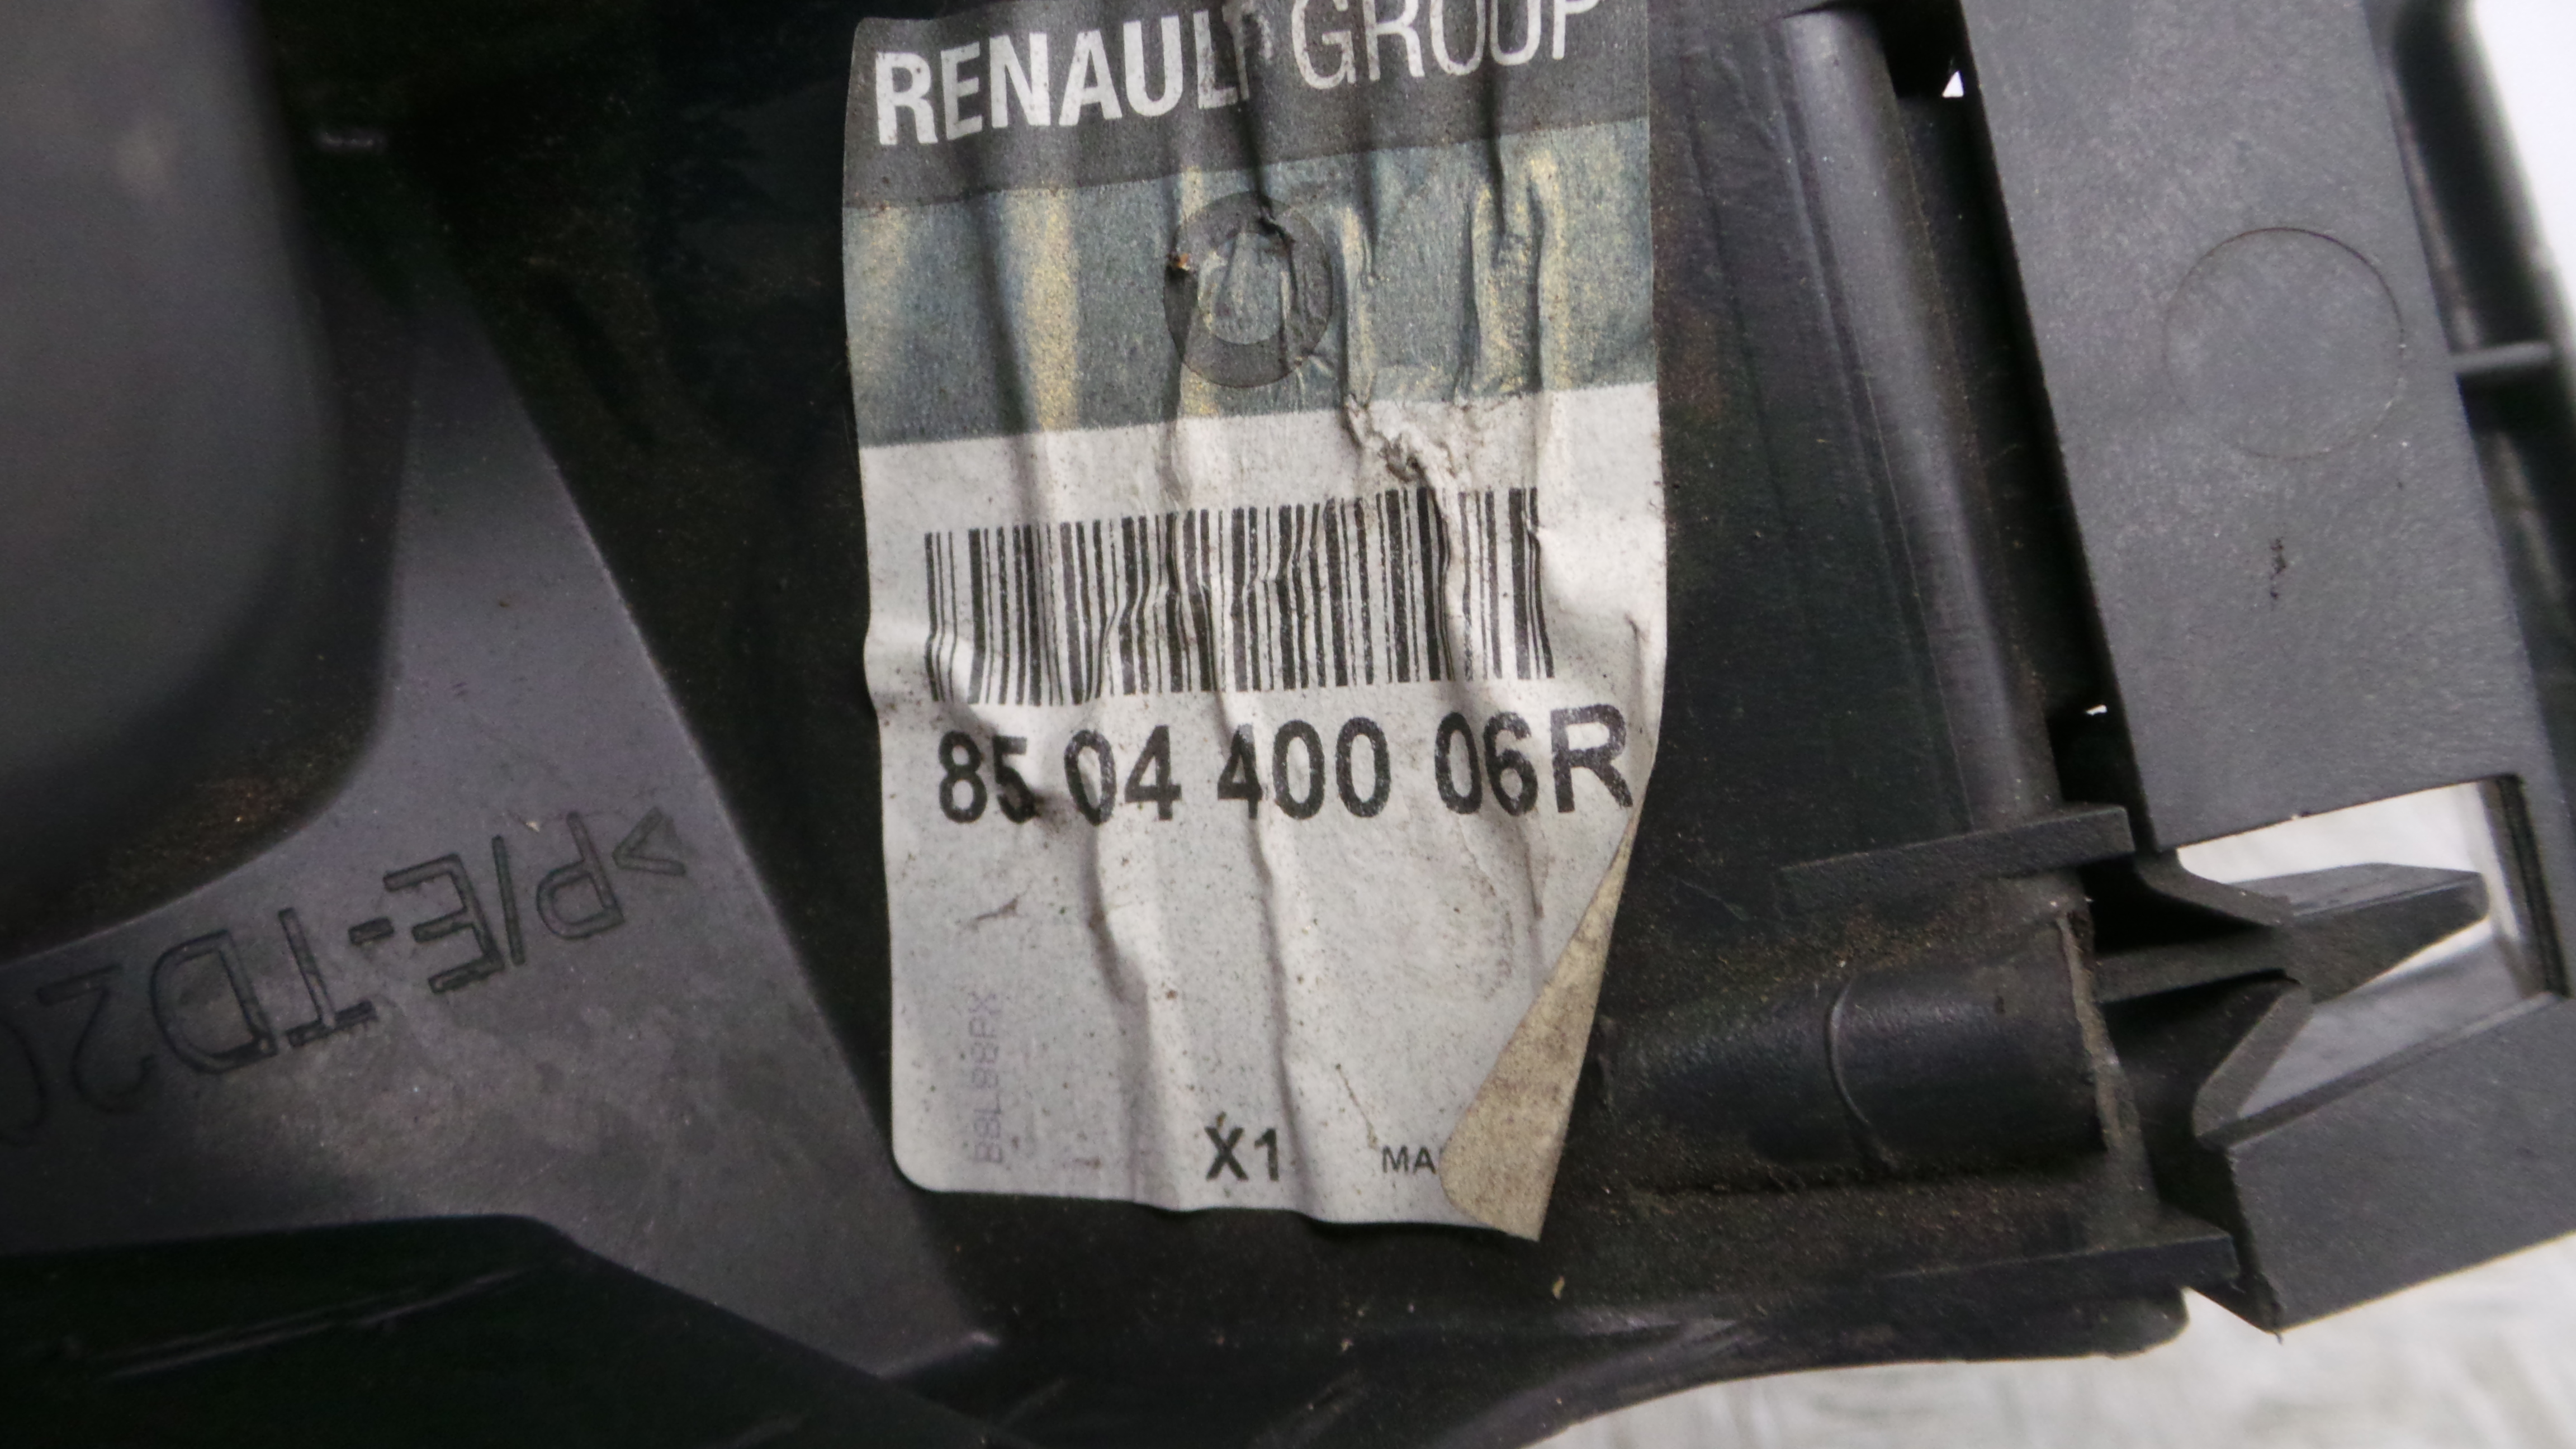 RENAULT GROUP
85 04 400 06R
>P/E-TD2
X1 MA